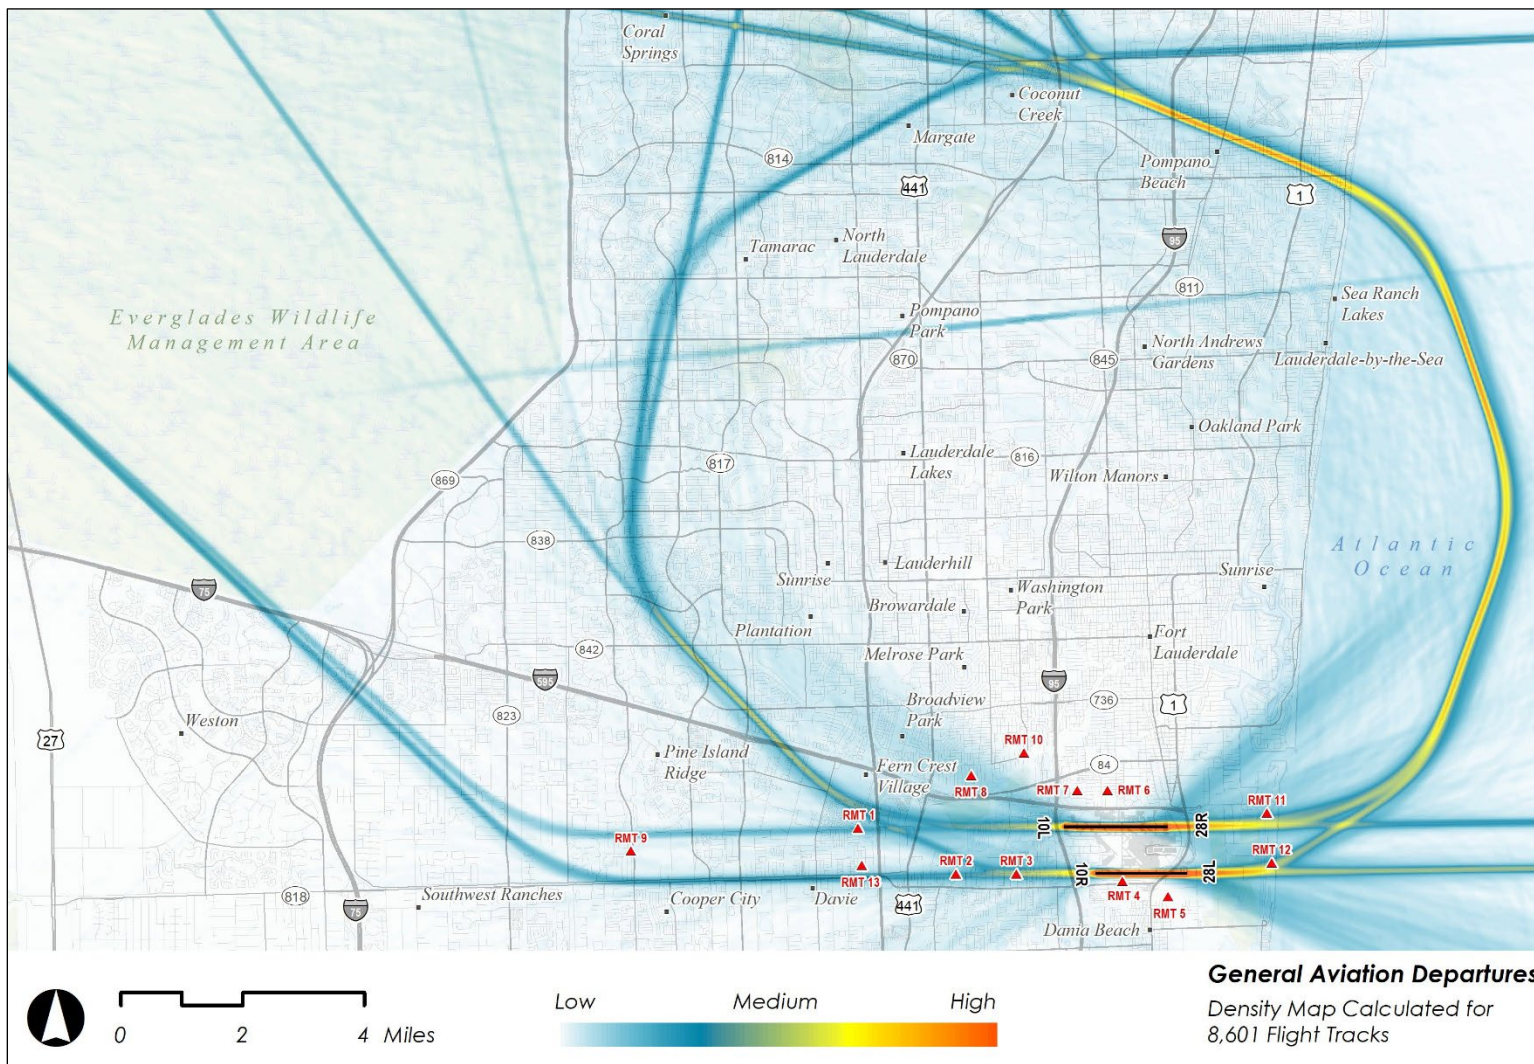 Coral
Springs
Coconut
Creek
Margate
814
441
Pompano
Beach
1
95
Tamarac
North
Lauderdale
811
Sea Ranch
Lakes
Everglades Wildlife
Management Area
Pompano
Park
870
845
North Andrews
Gardens
Lauderdale-by-the-Sea
Oakland Park
817
Lauderdale
Lakes
816
869
Wilton Manors
838
Atlantic
Ocean
75
Sunrise
Lauderhill
Washington
Park
Sunrise
Browardale
Plantation
842
Fort
Lauderdale
Melrose Park
595
95
Broadview
Park
736
1
823
Weston
27
Pine Island
Ridge
RMT 10
Fern Crest
Village
84
RMT 8
RMT 7
RMT 6
RMT 11
RMT 1
10L
28R
RMT 9
RMT 13
RMT 2
RMT 3
10R
28L
RMT 12
RMT 4
RMT 5
818
Southwest Ranches
75
Cooper City
Davie
441
Dania Beach
0 2 4 Miles
Low Medium High
General Aviation Departures
Density Map Calculated for
8,601 Flight Tracks